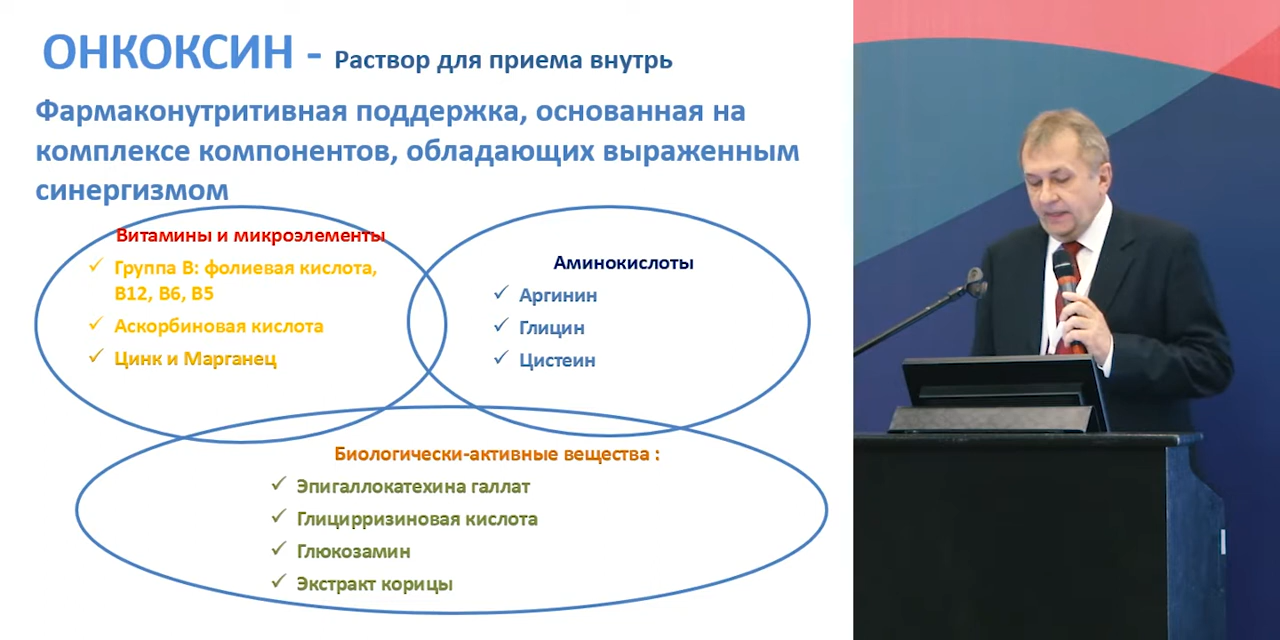 ОНКОКСИН - Раствор для приема внутрь
Фармаконутритивная поддержка, основанная на
комплексе компонентов, обладающих выраженным
синергизмом
Витамины и микроэлементы
✓ Группа В: фолиевая кислота,
В12, В6, В5
✓ Аскорбиновая кислота
✓ Цинк и Марганец
Аминокислоты
✓ Аргинин
✓ Глицин
✓ Цистеин
Биологически-активные вещества :
✓ Эпигаллокатехина галлат
✓ Глицирризиновая кислота
✓ Глюкозамин
✓ Экстракт корицы